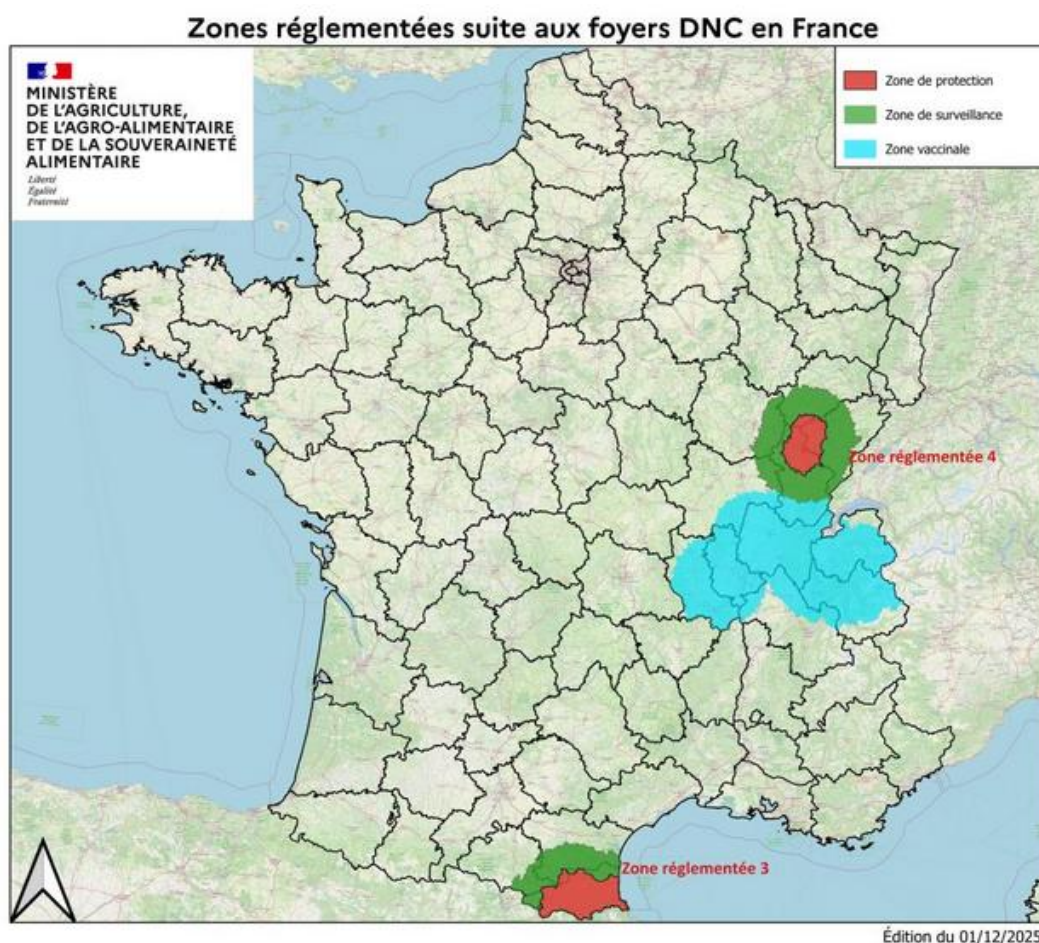 Zones réglementées suite aux foyers DNC en France
MINISTÈRE
DE L'AGRICULTURE,
DE L'AGRO-ALIMENTAIRE
ET DE LA SOUVERAINETÉ
ALIMENTAIRE
Liberté
Égalité
Fraternité
Zone de protection
Zone de surveillance
Zone vaccinale
Zone réglementée 4
Zone réglementée 3
Édition du 01/12/2025